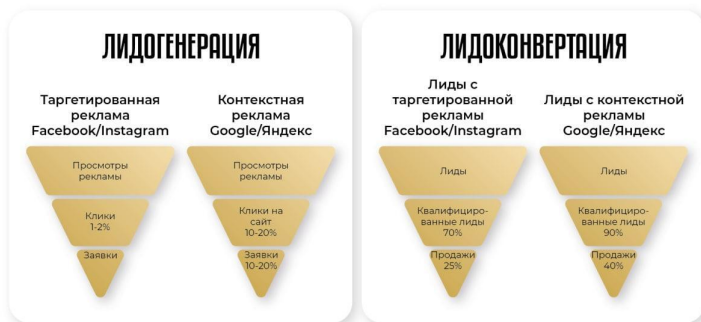 ЛИДОГЕНЕРАЦИЯ
Таргетированная
реклама
Facebook/Instagram
Просмотры
рекламы
Клики
1-2%
Заявки
Контекстная
реклама
Google/Яндекс
Просмотры
рекламы
Клики на
сайт
10-20%
Заявки
10-20%
ЛИДОКОНВЕРТАЦИЯ
Лиды с
таргетированной
рекламы
Facebook/Instagram
Лиды
Квалифициро-
ванные лиды
70%
Продажи
25%
Лиды с контекстной
рекламы
Google/Яндекс
Лиды
Квалифициро-
ванные лиды
90%
Продажи
40%